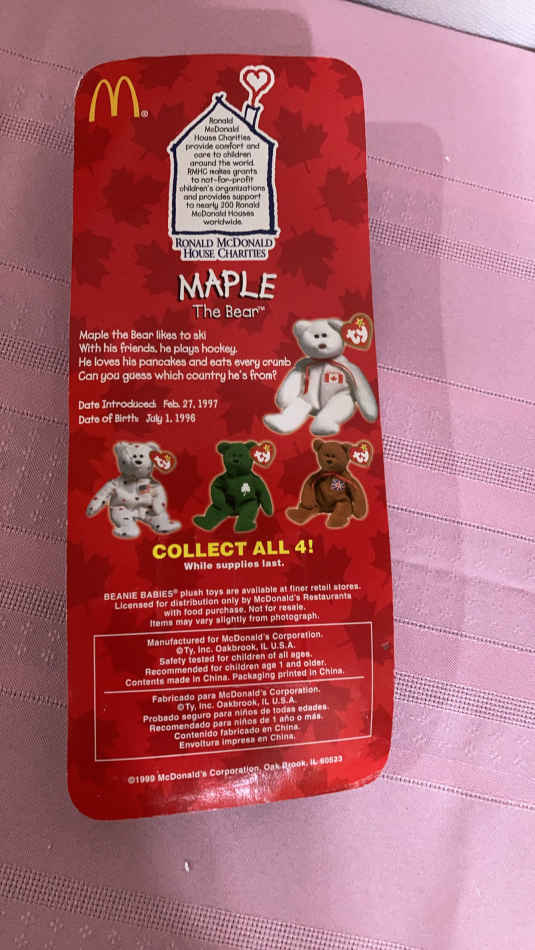 Ronald
McDonald
House Charities
provide comfort and
care to children
around the world.
RMHC makes grants
to not-for-profit
children's organizations
and provides support
to nearly 200 Ronald
McDonald Houses
worldwide.
RONALD MCDONALD
HOUSE CHARITIES
MAPLE
The Bear™
Maple the Bear likes to ski
With his friends, he plays hockey.
He loves his pancakes and eats every crumb
Can you guess which country he's from?
Date Introduced: Feb. 27, 1997
Date of Birth: July 1, 1996
COLLECT ALL 4!
While supplies last.
BEANIE BABIES® plush toys are available at finer retail stores.
Licensed for distribution only by McDonald's Restaurants
with food purchase. Not for resale.
Items may vary slightly from photograph.
Manufactured for McDonald's Corporation.
©Ty, Inc. Oakbrook, IL U.S.A.
Safety tested for children of all ages.
Recommended for children age 1 and older.
Contents made in China. Packaging printed in China.
Fabricado para McDonald's Corporation.
©Ty, Inc. Oakbrook, IL U.S.A.
Probado seguro para niños de todas edades.
Recomendado para niños de 1 año o más.
Contenido fabricado en China.
Envoltura impresa en China.
©1999 McDonald's Corporation, Oak Brook, IL 60523